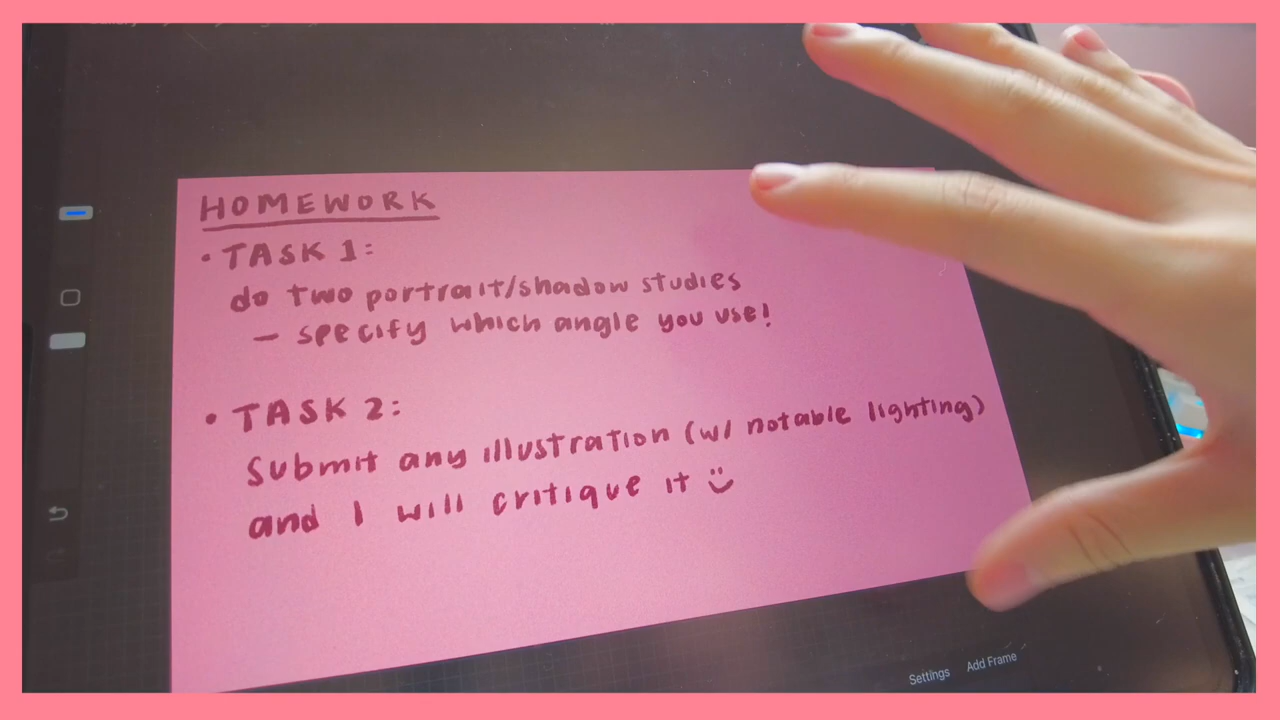 HOMEWORK
• TASK 1:
do two portrait/shadow studies
– specify which angle you use!
• TASK 2:
Submit any illustration (w/ notable lighting)
and I will critique it :)
Settings Add Frame